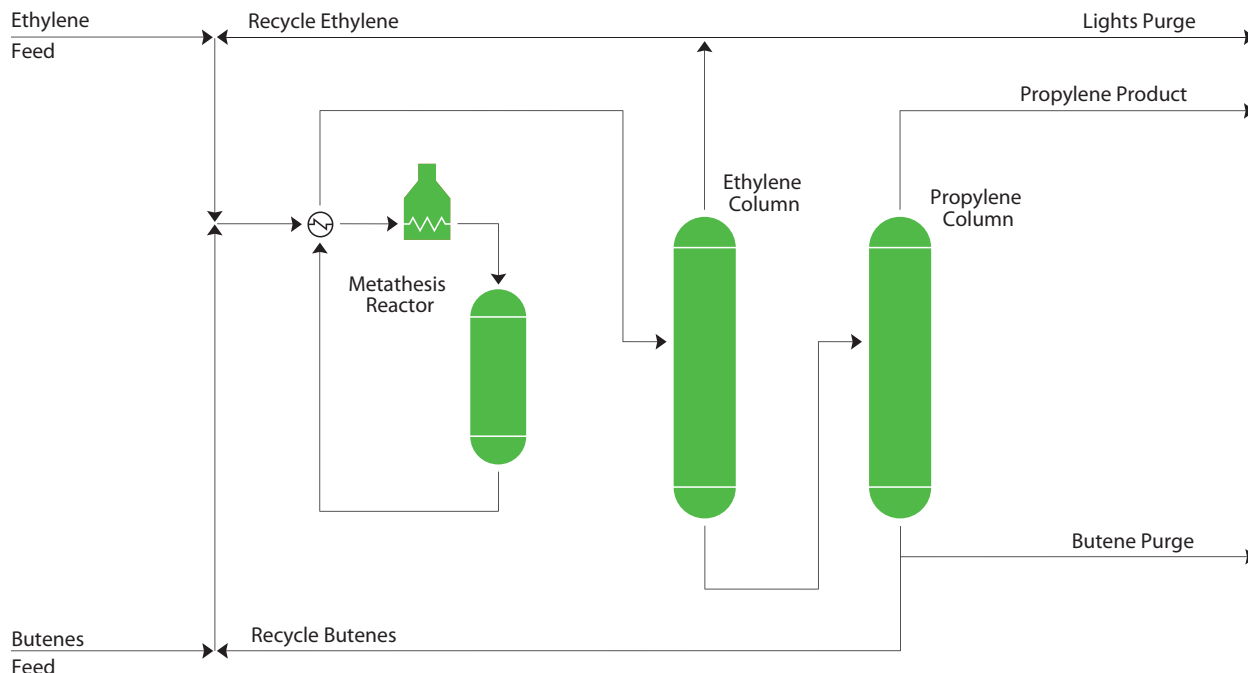 Ethylene
Feed
Recycle Ethylene
Lights Purge
Propylene Product
Ethylene
Column
Propylene
Column
Metathesis
Reactor
Butene Purge
Butenes
Feed
Recycle Butenes